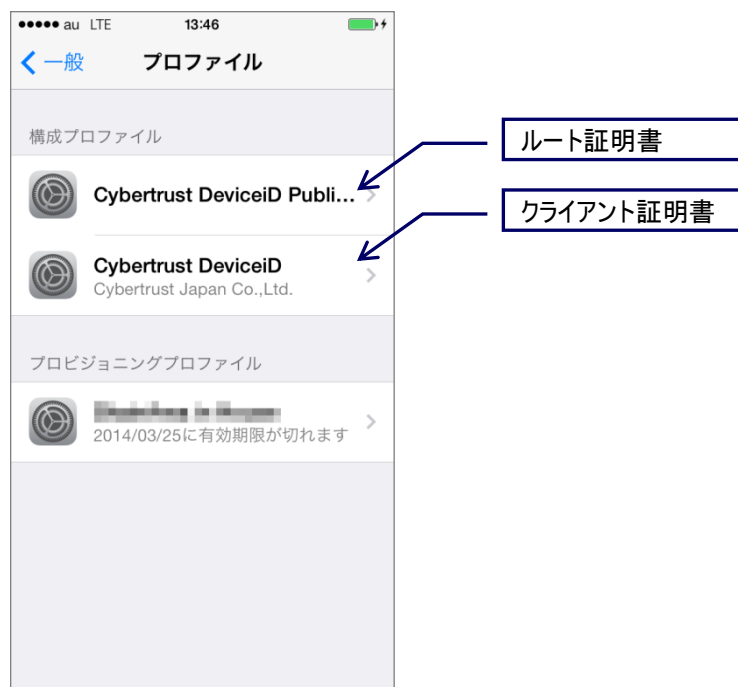 au LTE 13:46
一般 プロファイル
構成プロファイル
Cybertrust DeviceiD Publi...
ルート証明書
Cybertrust DeviceiD
Cybertrust Japan Co.,Ltd.
クライアント証明書
プロビジョニングプロファイル
2014/03/25に有効期限が切れます